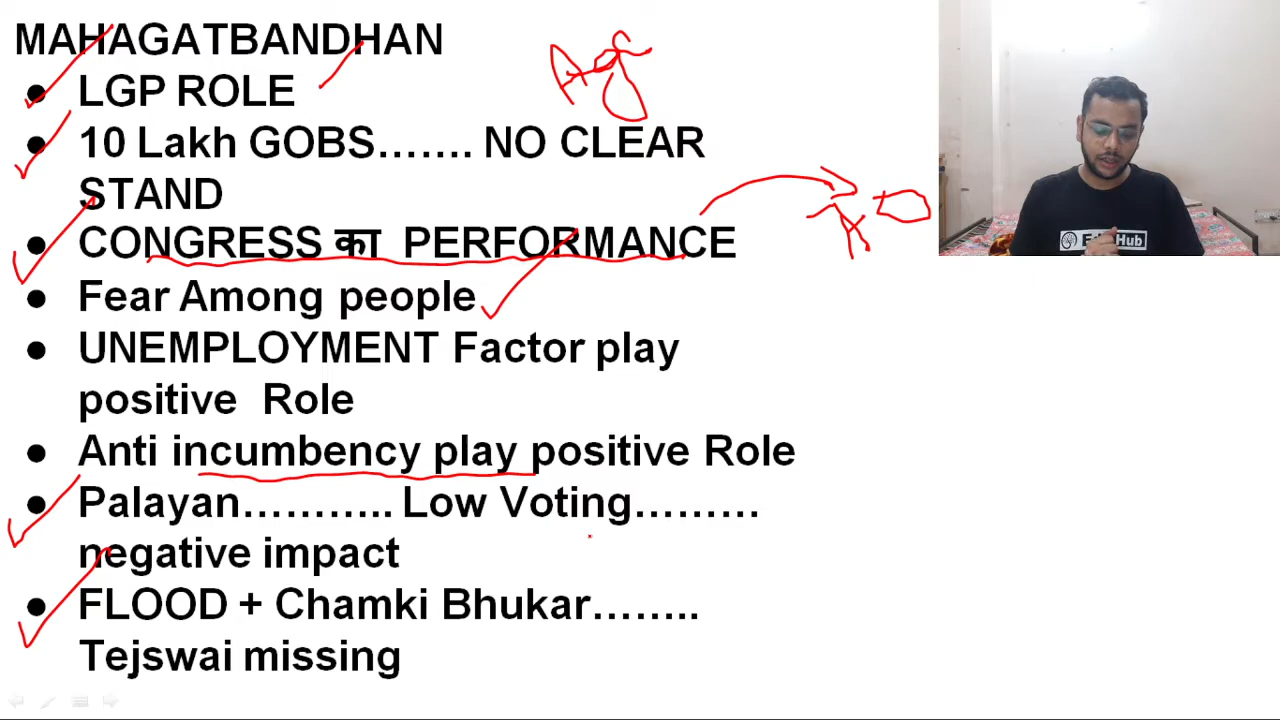 MAHAGATBANDHAN
● LGP ROLE
● 10 Lakh GOBS....... NO CLEAR
STAND
● CONGRESS का PERFORMANCE
● Fear Among people
● UNEMPLOYMENT Factor play
positive Role
● Anti incumbency play positive Role
● Palayan……….. Low Voting………
negative impact
● FLOOD + Chamki Bhukar……..
Tejswai missing
Hub